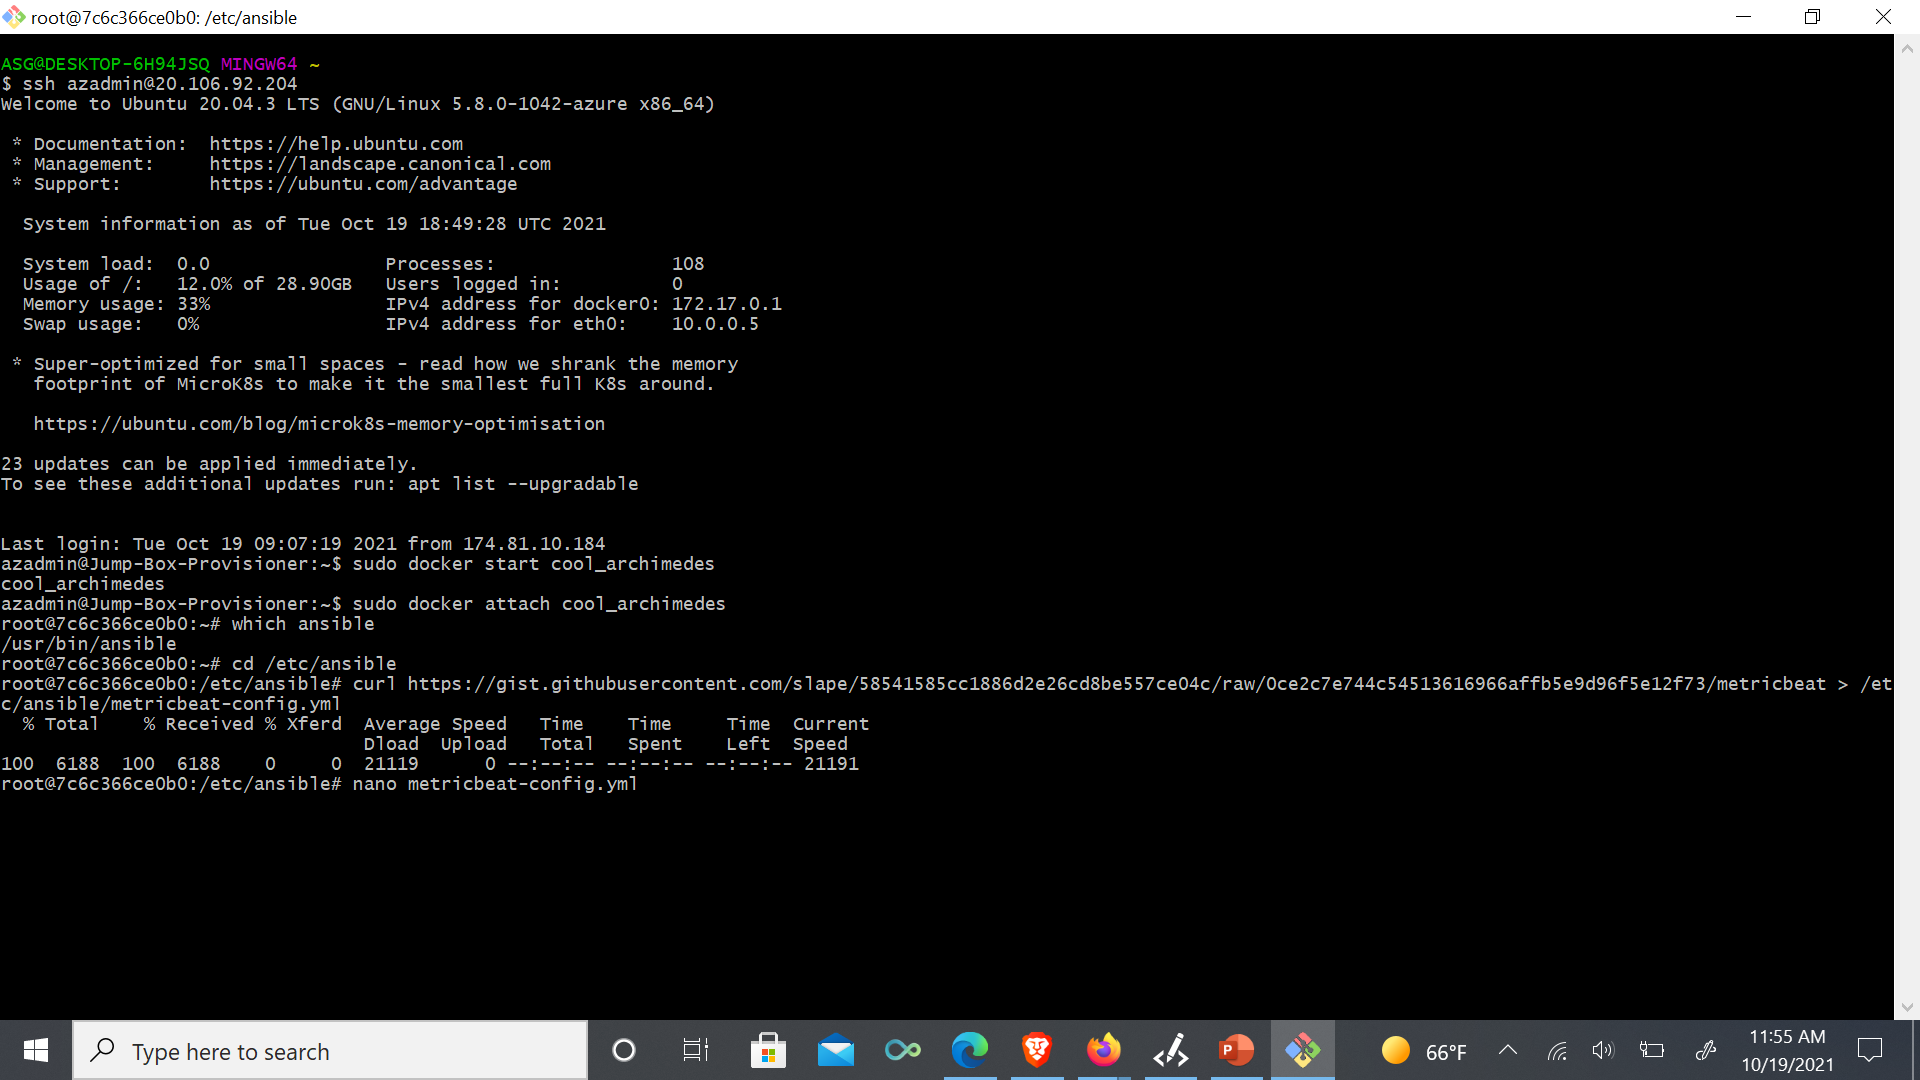 root@7c6c366ce0b0: /etc/ansible
ASG@DESKTOP-6H94JSQ MINGW64 ~
$ ssh azadmin@20.106.92.204
Welcome to Ubuntu 20.04.3 LTS (GNU/Linux 5.8.0-1042-azure x86_64)
* Documentation:  https://help.ubuntu.com
* Management:     https://landscape.canonical.com
* Support:        https://ubuntu.com/advantage
System information as of Tue Oct 19 18:49:28 UTC 2021
System load:  0.0                Processes:                108
Usage of /:   12.0% of 28.90GB   Users logged in:          0
Memory usage: 33%                IPv4 address for docker0: 172.17.0.1
Swap usage:   0%                 IPv4 address for eth0:    10.0.0.5
* Super-optimized for small spaces - read how we shrank the memory
footprint of MicroK8s to make it the smallest full K8s around.
https://ubuntu.com/blog/microk8s-memory-optimisation
23 updates can be applied immediately.
To see these additional updates run: apt list --upgradable
Last login: Tue Oct 19 09:07:19 2021 from 174.81.10.184
azadmin@Jump-Box-Provisioner:~$ sudo docker start cool_archimedes
cool_archimedes
azadmin@Jump-Box-Provisioner:~$ sudo docker attach cool_archimedes
root@7c6c366ce0b0:~# which ansible
/usr/bin/ansible
root@7c6c366ce0b0:~# cd /etc/ansible
root@7c6c366ce0b0:/etc/ansible# curl https://gist.githubusercontent.com/slape/58541585cc1886d2e26cd8be557ce04c/raw/0ce2c7e744c54513616966affb5e9d96f5e12f73/metricbeat > /et
c/ansible/metricbeat-config.yml
% Total    % Received % Xferd  Average Speed   Time    Time     Time  Current
Dload  Upload   Total   Spent    Left  Speed
100  6188  100  6188    0     0  21119      0 --:--:-- --:--:-- --:--:-- 21191
root@7c6c366ce0b0:/etc/ansible# nano metricbeat-config.yml
Type here to search
66°F
11:55 AM
10/19/2021